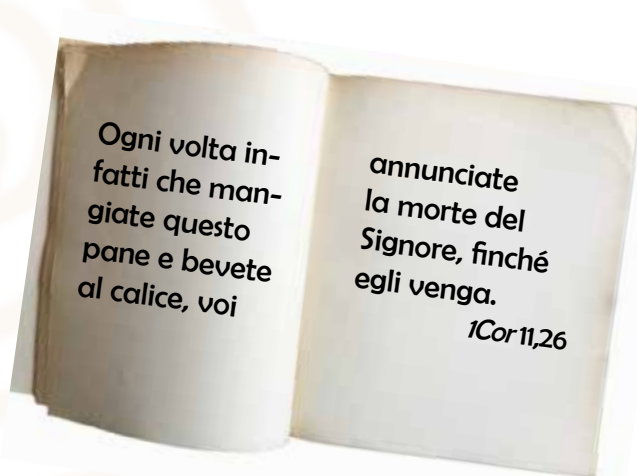 Ogni volta in-
fatti che man-
giate questo
pane e bevete
al calice, voi
annunciate
la morte del
Signore, finché
egli venga.
1Cor 11,26